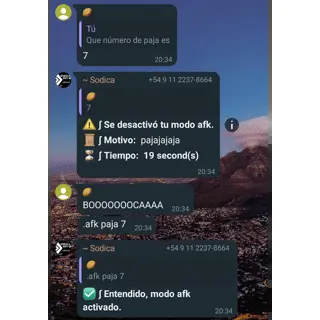 🥔
Tú
Que número de paja es
7
20:34
~ Sodica +54 9 11 2237-8664
🥔
7
⚠️ ∫ Se desactivó tu modo afk.
📜 ∫ Motivo: pajajajaja
⏳ ∫ Tiempo: 19 second(s)
20:34
🥔
BOOOOOOOCAAAA 20:34
.afk paja 7 20:34
~ Sodica +54 9 11 2237-8664
🥔
.afk paja 7
✅ ∫ Entendido, modo afk
activado.
20:34